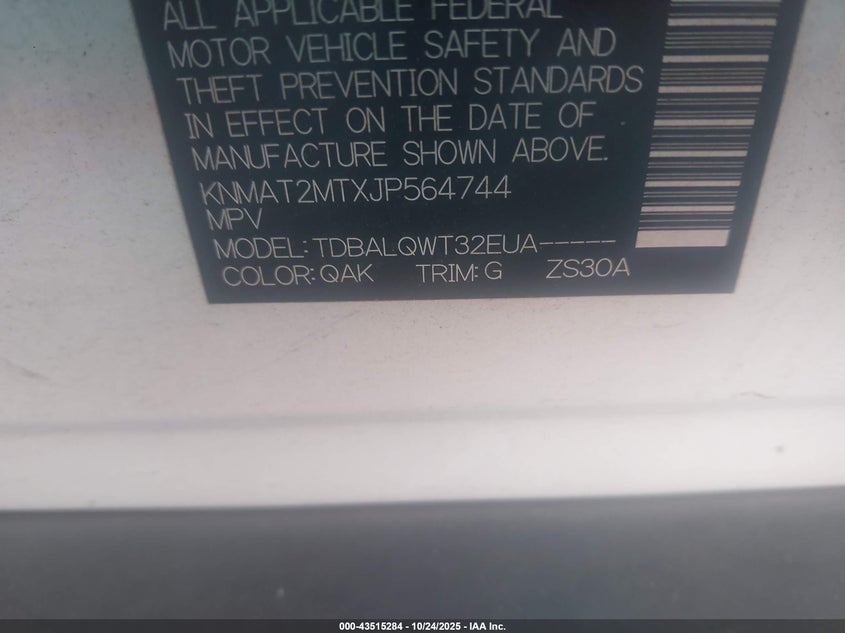 ALL APPLICABLE FEDERAL
MOTOR VEHICLE SAFETY AND
THEFT PREVENTION STANDARDS
IN EFFECT ON THE DATE OF
MANUFACTURE SHOWN ABOVE.
KNMAT2MTXJP564744
MPV
MODEL: TDBALQWT32EUA-----
COLOR: QAK TRIM: G ZS30A
000-43515284 - 10/24/2025 - IAA Inc.